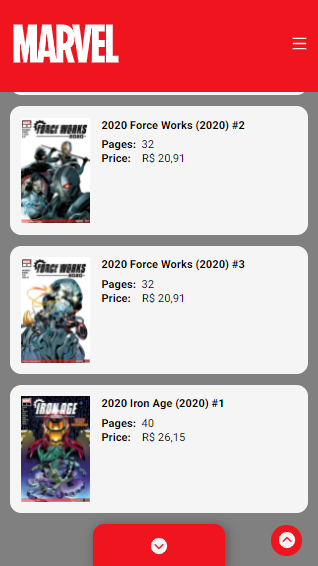 MARVEL
2020 Force Works (2020) #2
Pages: 32
Price: R$ 20,91
FORCE WORKS
2020
2020 Force Works (2020) #3
Pages: 32
Price: R$ 20,91
FORCE WORKS
2020
2020 Iron Age (2020) #1
Pages: 40
Price: R$ 26,15
IRON AGE